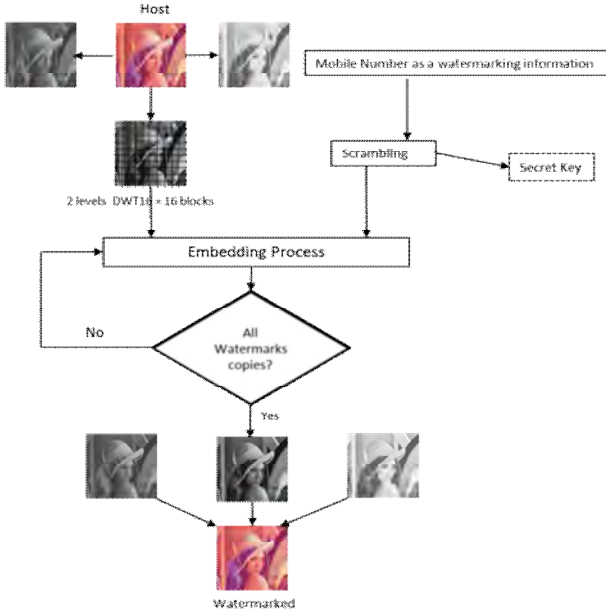 Host
Mobile Number as a watermarking information
Scrambling
Secret Key
2 levels DWT16 × 16 blocks
Embedding Process
No
All
Watermarks
copies?
Yes
Watermarked